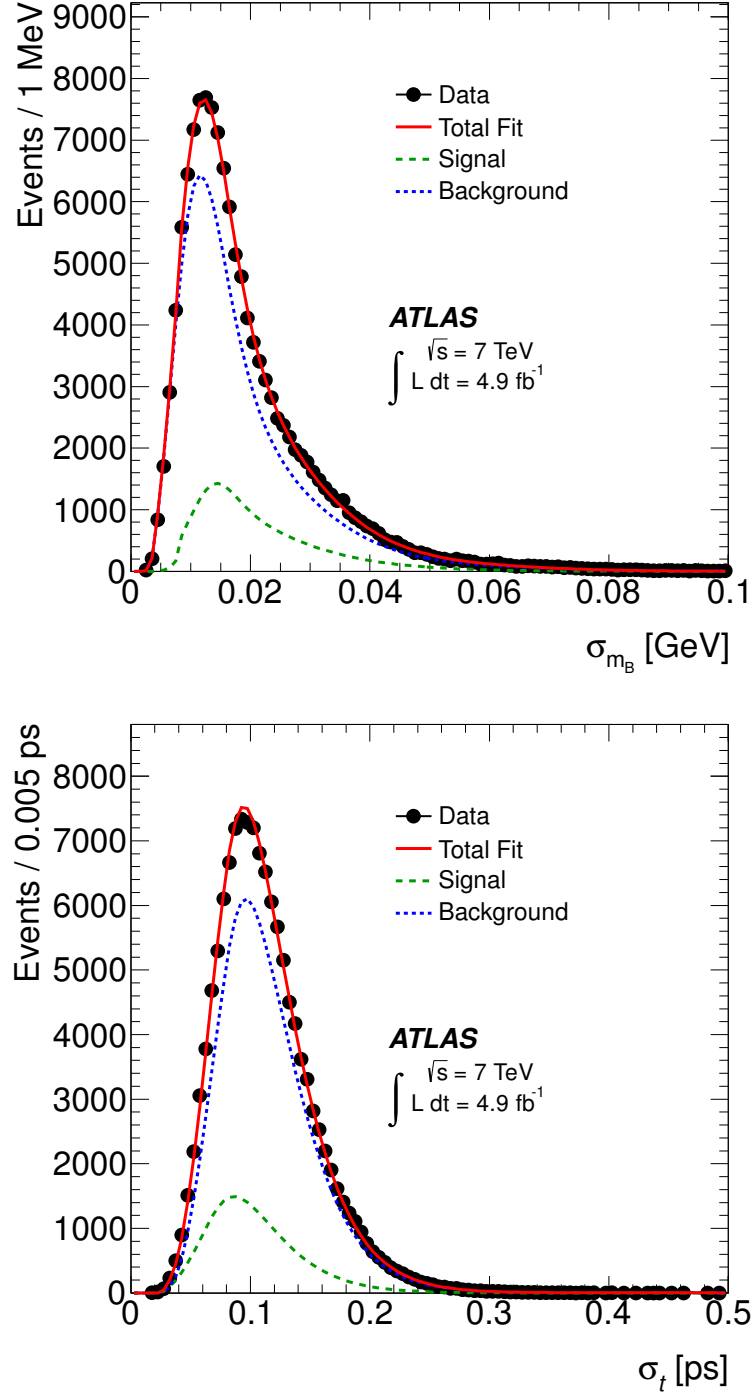 Events / 1 MeV
9000
8000
7000
6000
5000
4000
3000
2000
1000
0
Data
Total Fit
Signal
Background
ATLAS
√s = 7 TeV
∫ L dt = 4.9 fb⁻¹
0 0.02 0.04 0.06 0.08 0.1
σ_{m_B} [GeV]
Events / 0.005 ps
8000
7000
6000
5000
4000
3000
2000
1000
0
Data
Total Fit
Signal
Background
ATLAS
√s = 7 TeV
∫ L dt = 4.9 fb⁻¹
0 0.1 0.2 0.3 0.4 0.5
σ_t [ps]